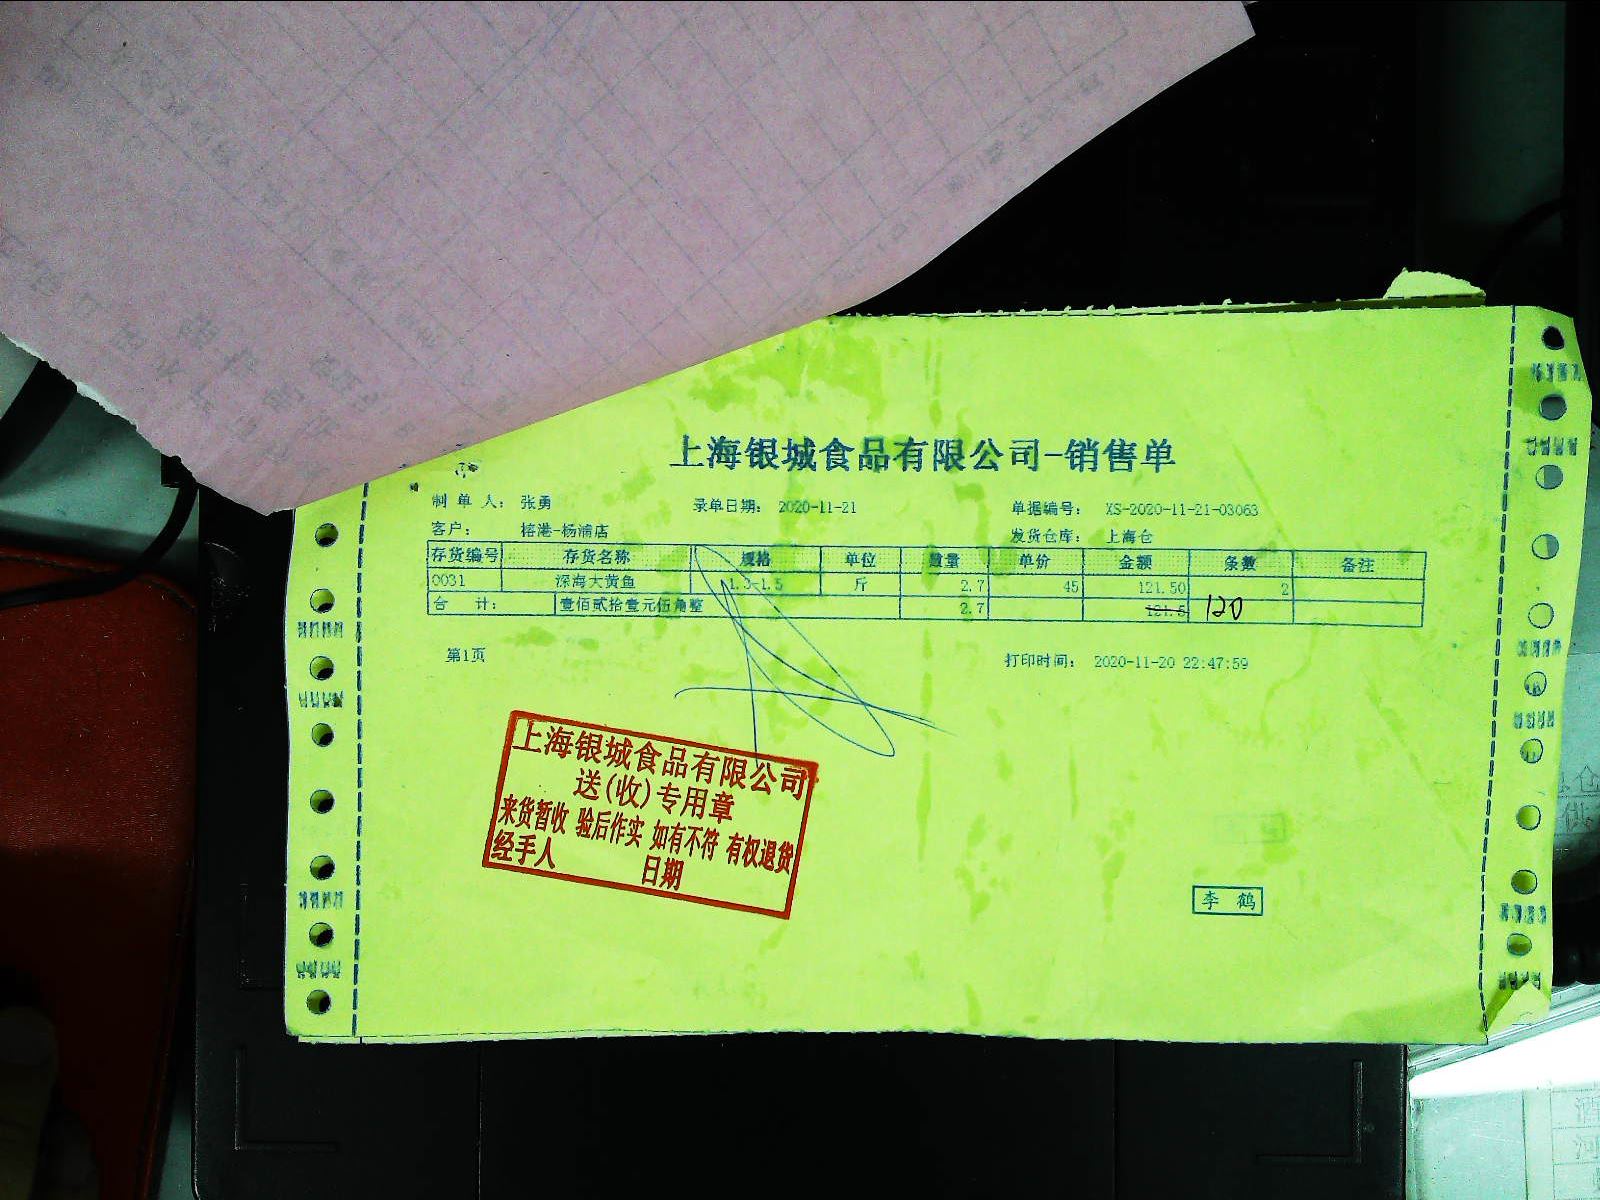 上海银城食品有限公司-销售单
制 单 人： 张勇 录单日期： 2020-11-21 单据编号： XS-2020-11-21-03063
客户： 榕港-杨浦店 发货仓库： 上海仓
存货编号 存货名称 规格 单位 数量 单价 金额 条数 备注
0031 深海大黄鱼 1.3-1.5 斤 2.7 45 121.50 2
合 计： 壹佰贰拾壹元伍角整 2.7 121.5 120
第1页 打印时间： 2020-11-20 22:47:59
上海银城食品有限公司
送(收)专用章
来货暂收 验后作实 如有不符 有权退货
经手人 日期
李 鹤